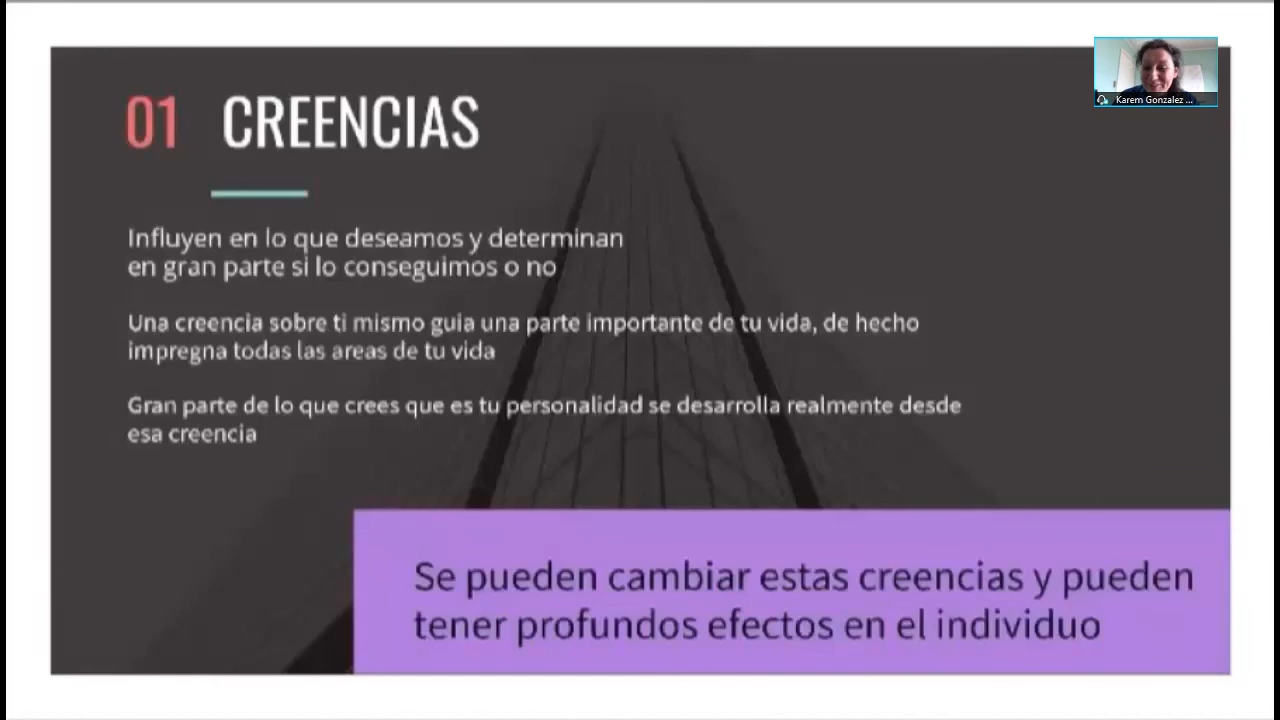 01 CREENCIAS
Influyen en lo que deseamos y determinan
en gran parte si lo conseguimos o no
Una creencia sobre ti mismo guia una parte importante de tu vida, de hecho
impregna todas las areas de tu vida
Gran parte de lo que crees que es tu personalidad se desarrolla realmente desde
esa creencia
Se pueden cambiar estas creencias y pueden
tener profundos efectos en el individuo
Karem Gonzalez ...